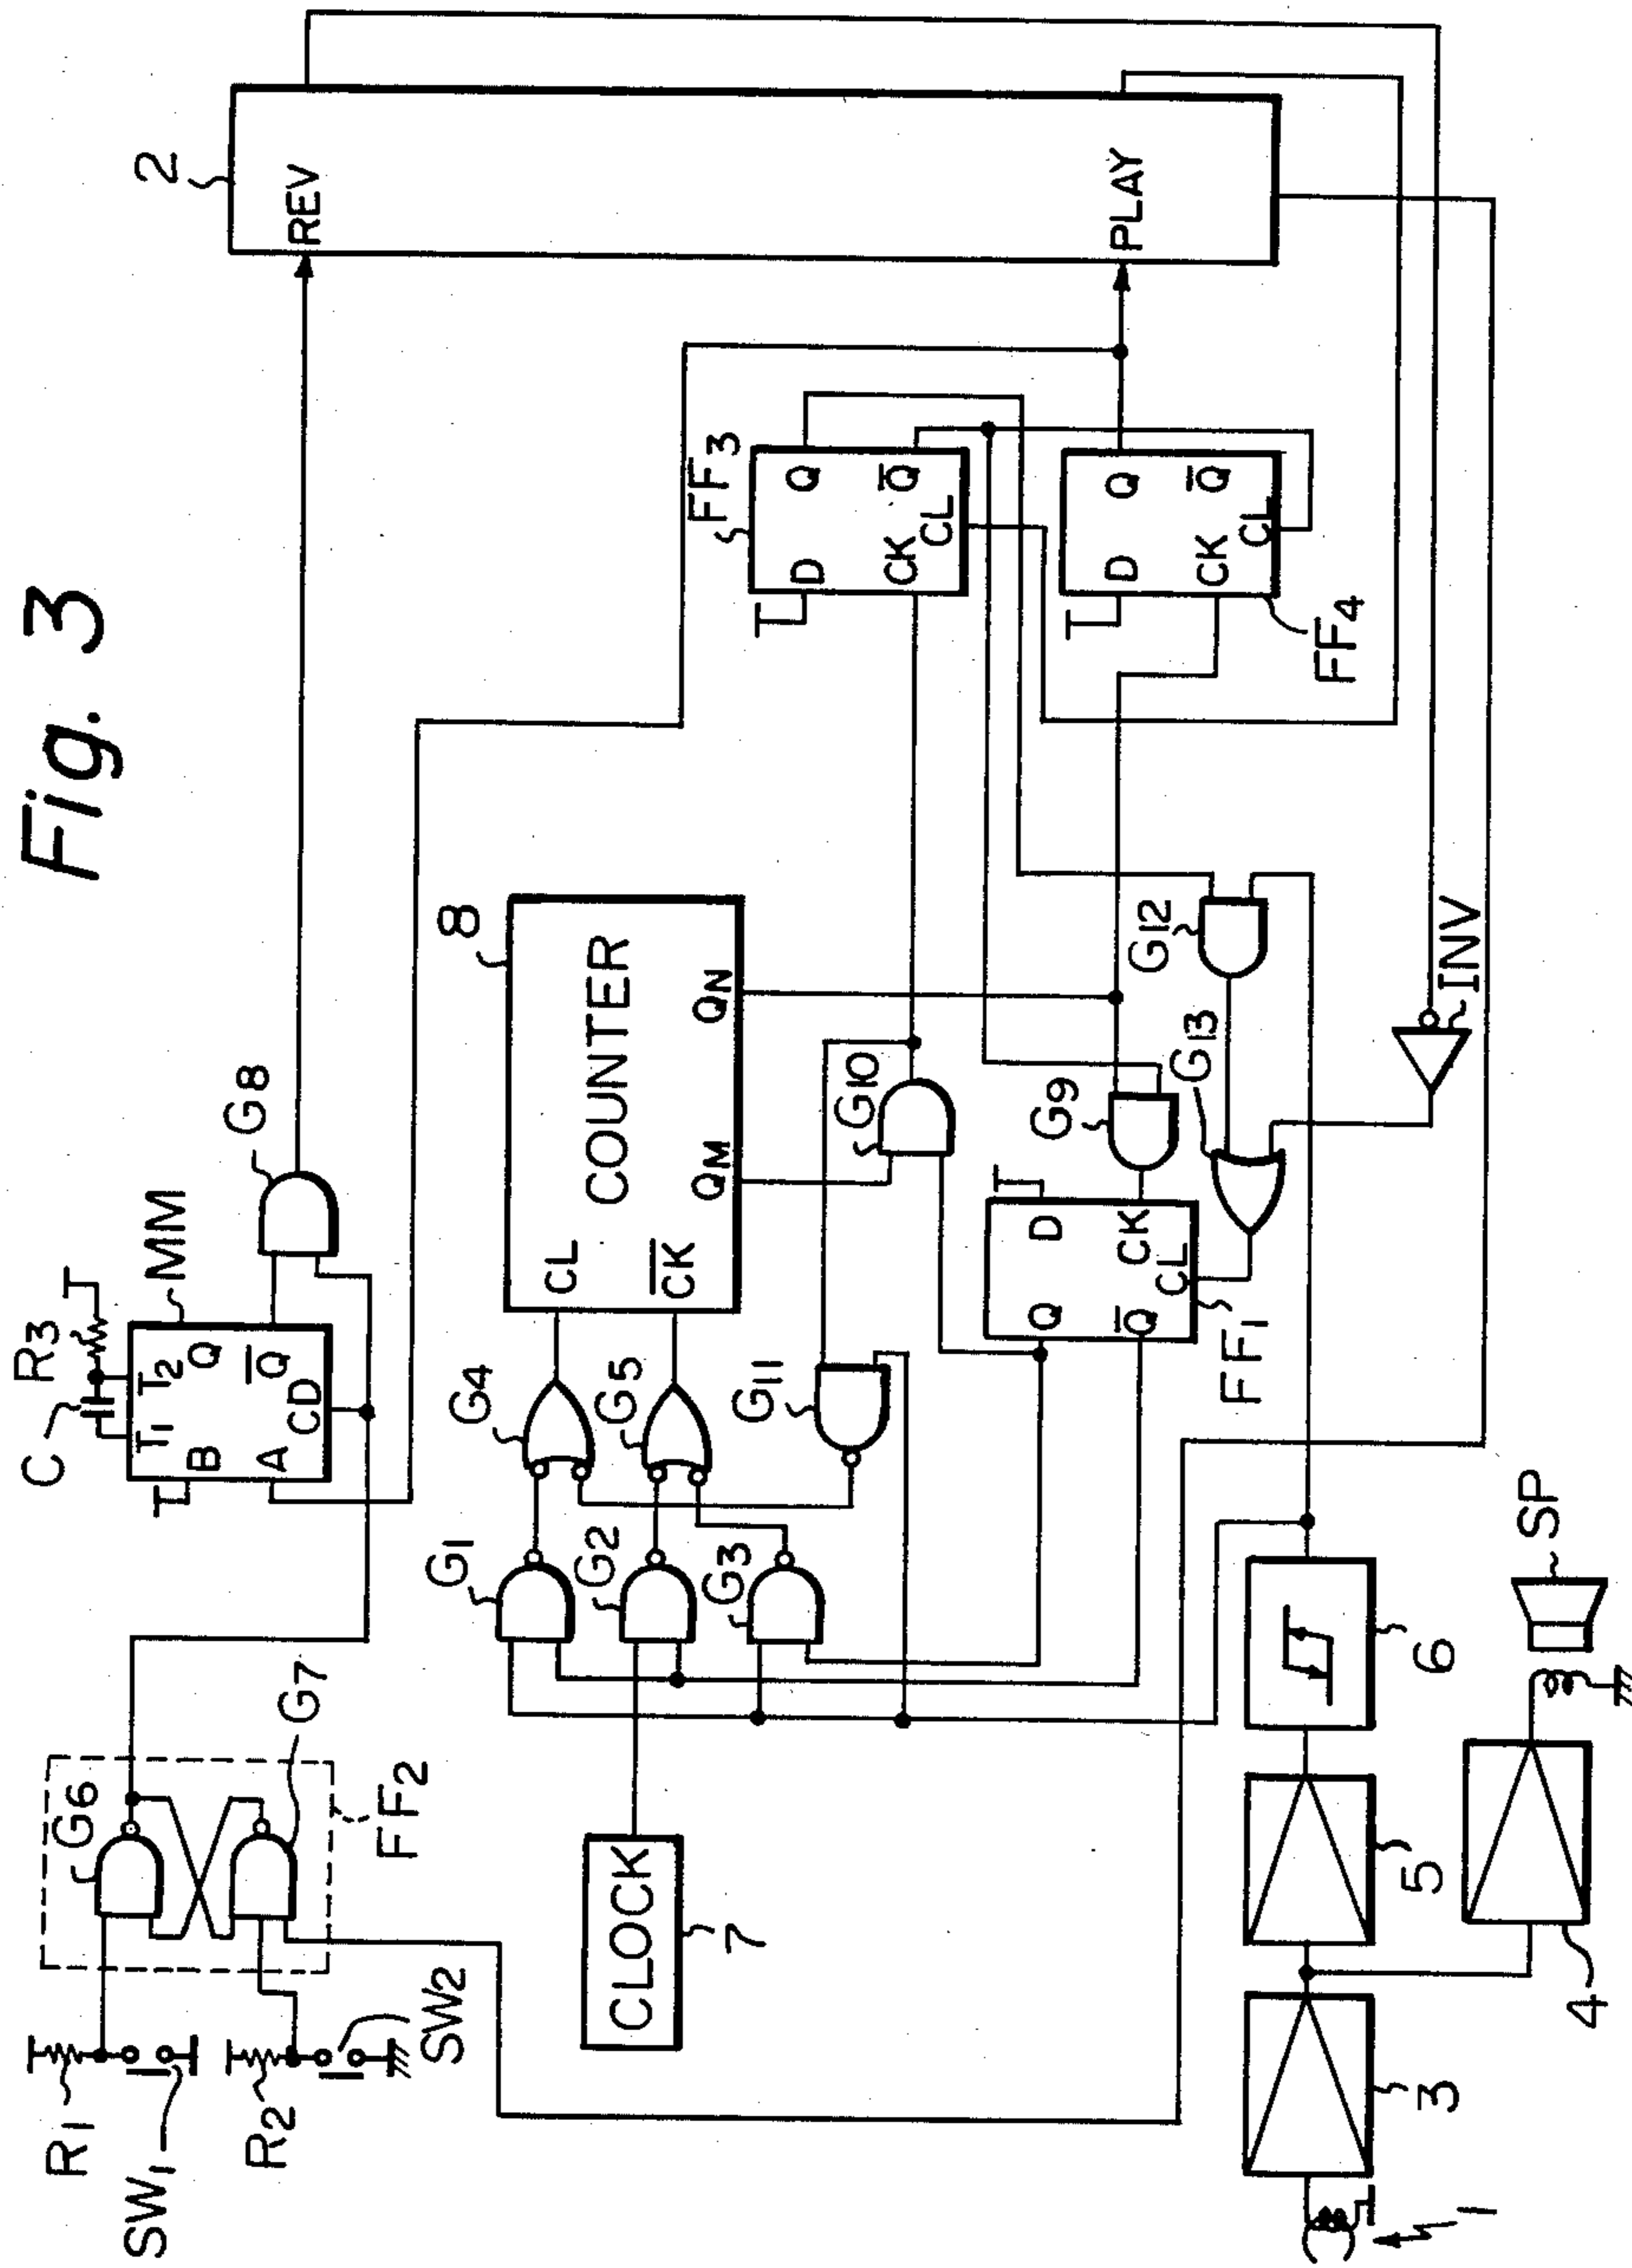 Fig. 3
2
REV
PLAY
G8
MM
R3
C
T1
T2
B
A
Q
Q̅
CD
8
COUNTER
CL
C̅K̅
QM
QN
G4
G5
G11
G10
G1
G2
G3
G6
G7
FF2
R1
SW1
R2
SW2
CLOCK
7
FF3
D
Q
CK
Q̅
CL
FF4
D
Q
CK
Q̅
CL
G9
G12
G13
INV
FF1
Q
D
Q̅
CK
CL
SP
6
5
4
3
1